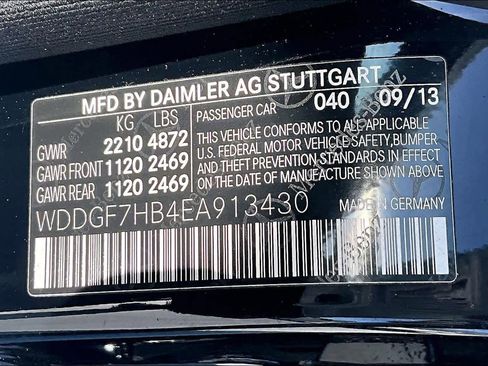 MFD BY DAIMLER AG STUTTGART
KG LBS PASSENGER CAR 040 09/13
GVWR 2210 4872
GAWR FRONT 1120 2469
GAWR REAR 1120 2469
THIS VEHICLE CONFORMS TO ALL APPLICABLE
U.S. FEDERAL MOTOR VEHICLE SAFETY,BUMPER
AND THEFT PREVENTION STANDARDS IN EFFECT
ON THE DATE OF MANUFACTURE SHOWN ABOVE.
WDDGF7HB4EA913430 MADE IN GERMANY